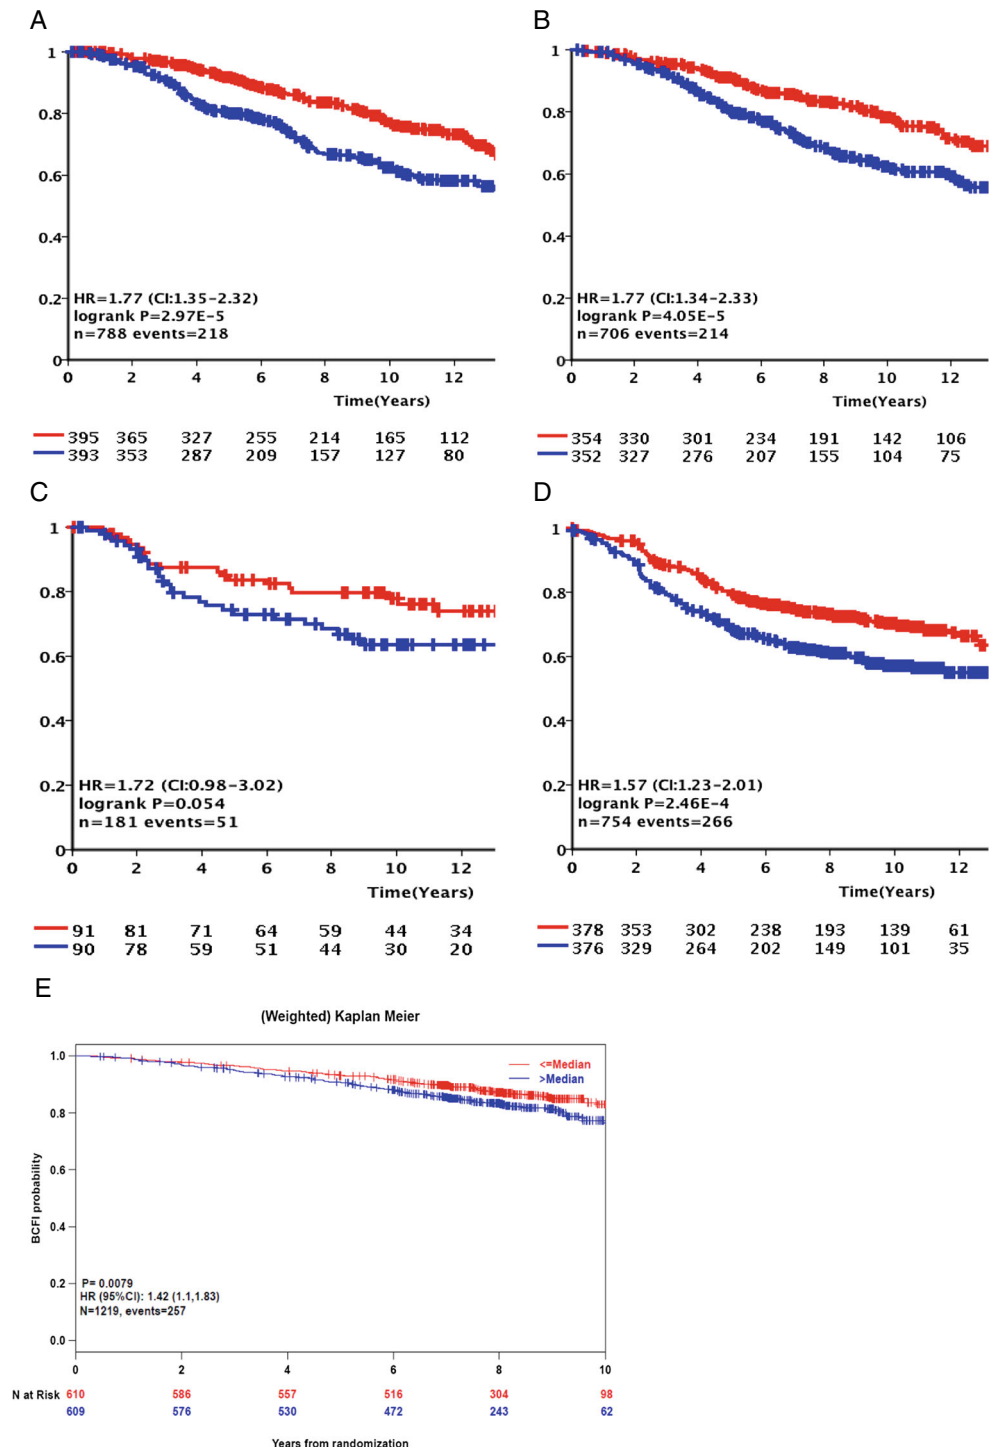 A
1
0.8
0.6
0.4
0.2
0
HR=1.77 (CI:1.35-2.32)
logrank P=2.97E-5
n=788 events=218
0 2 4 6 8 10 12
Time(Years)
395 365 327 255 214 165 112
393 353 287 209 157 127 80
B
1
0.8
0.6
0.4
0.2
0
HR=1.77 (CI:1.34-2.33)
logrank P=4.05E-5
n=706 events=214
0 2 4 6 8 10 12
Time(Years)
354 330 301 234 191 142 106
352 327 276 207 155 104 75
C
1
0.8
0.6
0.4
0.2
0
HR=1.72 (CI:0.98-3.02)
logrank P=0.054
n=181 events=51
0 2 4 6 8 10 12
Time(Years)
91 81 71 64 59 44 34
90 78 59 51 44 30 20
D
1
0.8
0.6
0.4
0.2
0
HR=1.57 (CI:1.23-2.01)
logrank P=2.46E-4
n=754 events=266
0 2 4 6 8 10 12
Time(Years)
378 353 302 238 193 139 61
376 329 264 202 149 101 35
E
(Weighted) Kaplan Meier
BCFI probability
1.0
0.8
0.6
0.4
0.2
0.0
<=Median
>Median
P= 0.0079
HR (95%CI): 1.42 (1.1,1.83)
N=1219, events=257
0 2 4 6 8 10
N at Risk 610 586 557 516 304 98
609 576 530 472 243 62
Years from randomization